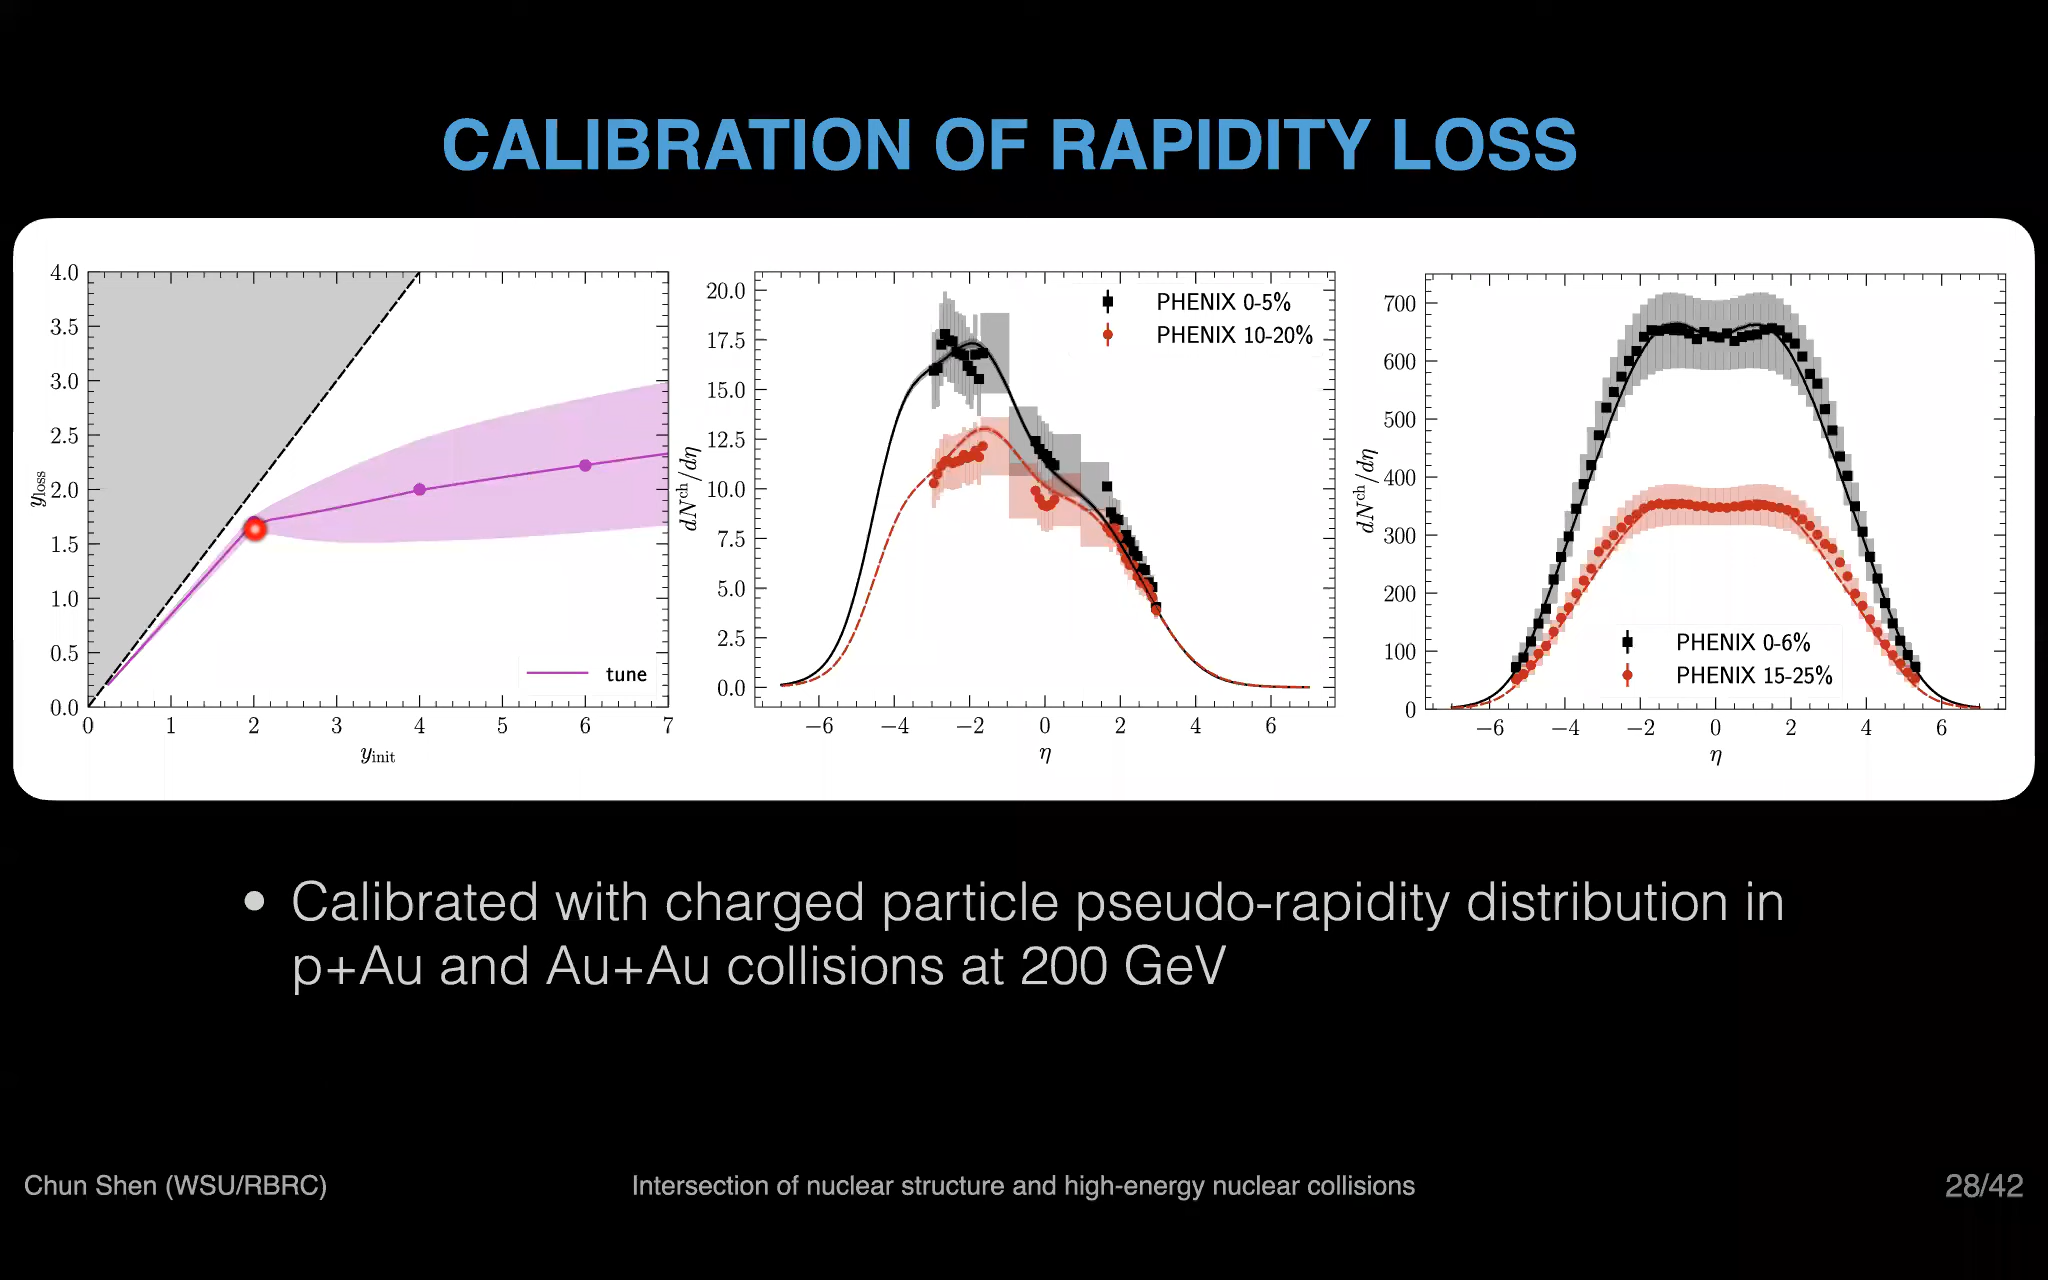 CALIBRATION OF RAPIDITY LOSS
4.0
3.5
3.0
2.5
2.0
1.5
1.0
0.5
0.0
y_loss
0 1 2 3 4 5 6 7
y_init
tune
20.0
17.5
15.0
12.5
10.0
7.5
5.0
2.5
0.0
dN^ch/dη
−6 −4 −2 0 2 4 6
η
PHENIX 0-5%
PHENIX 10-20%
700
600
500
400
300
200
100
0
dN^ch/dη
−6 −4 −2 0 2 4 6
η
PHENIX 0-6%
PHENIX 15-25%
• Calibrated with charged particle pseudo-rapidity distribution in
p+Au and Au+Au collisions at 200 GeV
Chun Shen (WSU/RBRC)
Intersection of nuclear structure and high-energy nuclear collisions
28/42